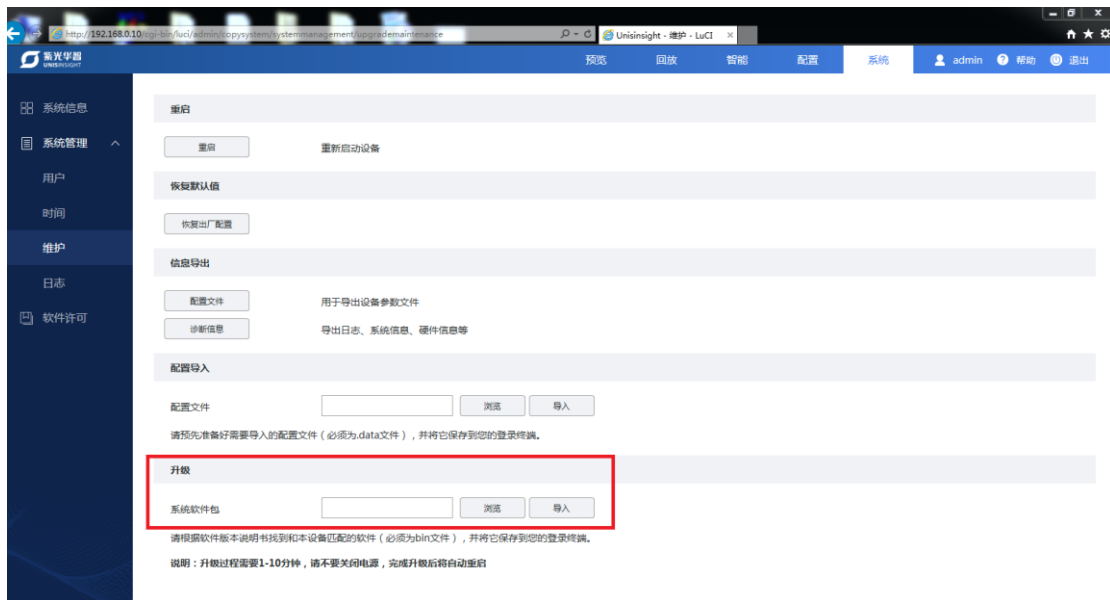 http://192.168.0.10/cgi-bin/luci/admin/copysystem/systemmanagement/upgrademaintenance
Unisinsight - 维护 - LuCI
紫光华智
UNISINSIGHT
预览 回放 智能 配置 系统 admin 帮助 退出
系统信息
系统管理
用户
时间
维护
日志
软件许可
重启
重启 重新启动设备
恢复默认值
恢复出厂配置
信息导出
配置文件 用于导出设备参数文件
诊断信息 导出日志、系统信息、硬件信息等
配置导入
配置文件 浏览 导入
请预先准备好需要导入的配置文件（必须为.data文件），并将它保存到您的登录终端。
升级
系统软件包 浏览 导入
请根据软件版本说明书找到和本设备匹配的软件（必须为bin文件），并将它保存到您的登录终端。
说明：升级过程需要1-10分钟，请不要关闭电源，完成升级后将自动重启